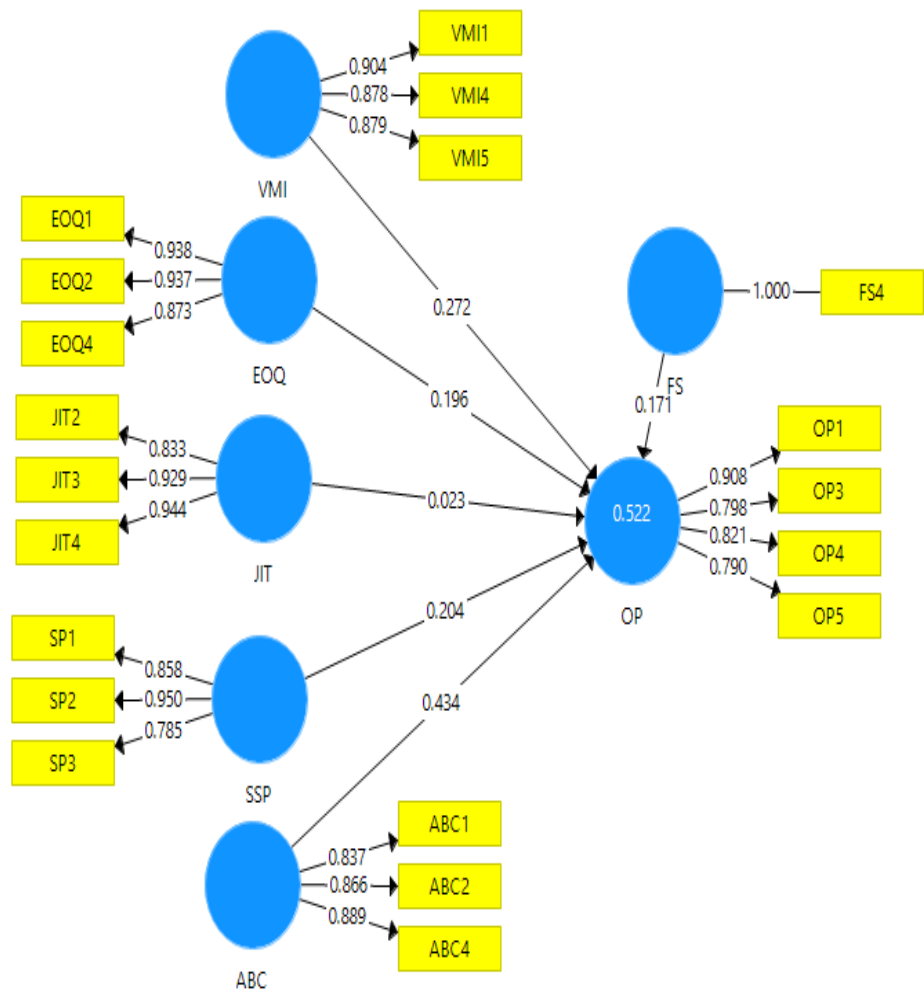 VMI1
0.904
VMI4
0.878
VMI5
0.879
VMI
EOQ1
0.938
EOQ2
0.937
EOQ4
0.873
EOQ
0.272
1.000
FS4
FS
0.171
0.196
JIT2
0.833
JIT3
0.929
JIT4
0.944
JIT
0.023
0.522
OP
OP1
0.908
OP3
0.798
OP4
0.821
OP5
0.790
SP1
0.858
SP2
0.950
SP3
0.785
SSP
0.204
0.434
ABC1
0.837
ABC2
0.866
ABC4
0.889
ABC